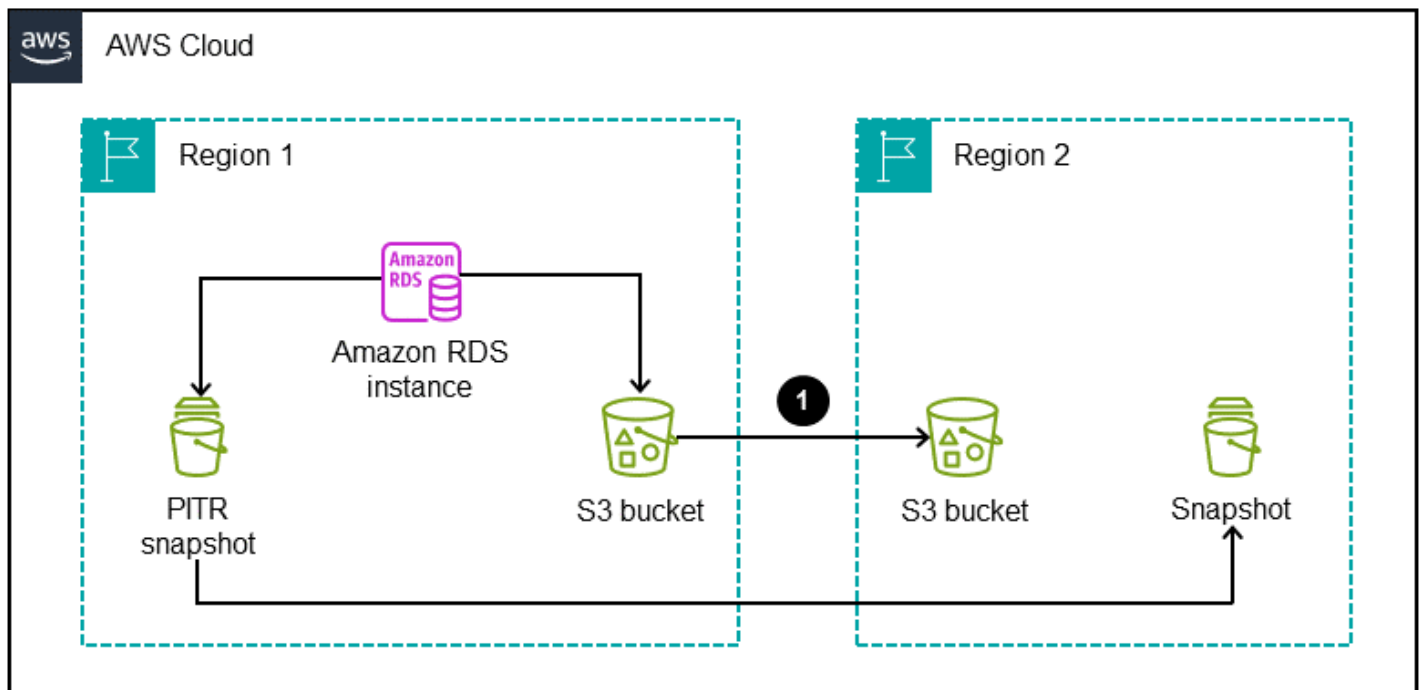 aws
AWS Cloud
Region 1
Region 2
Amazon
RDS
Amazon RDS
instance
1
PITR
snapshot
S3 bucket
S3 bucket
Snapshot